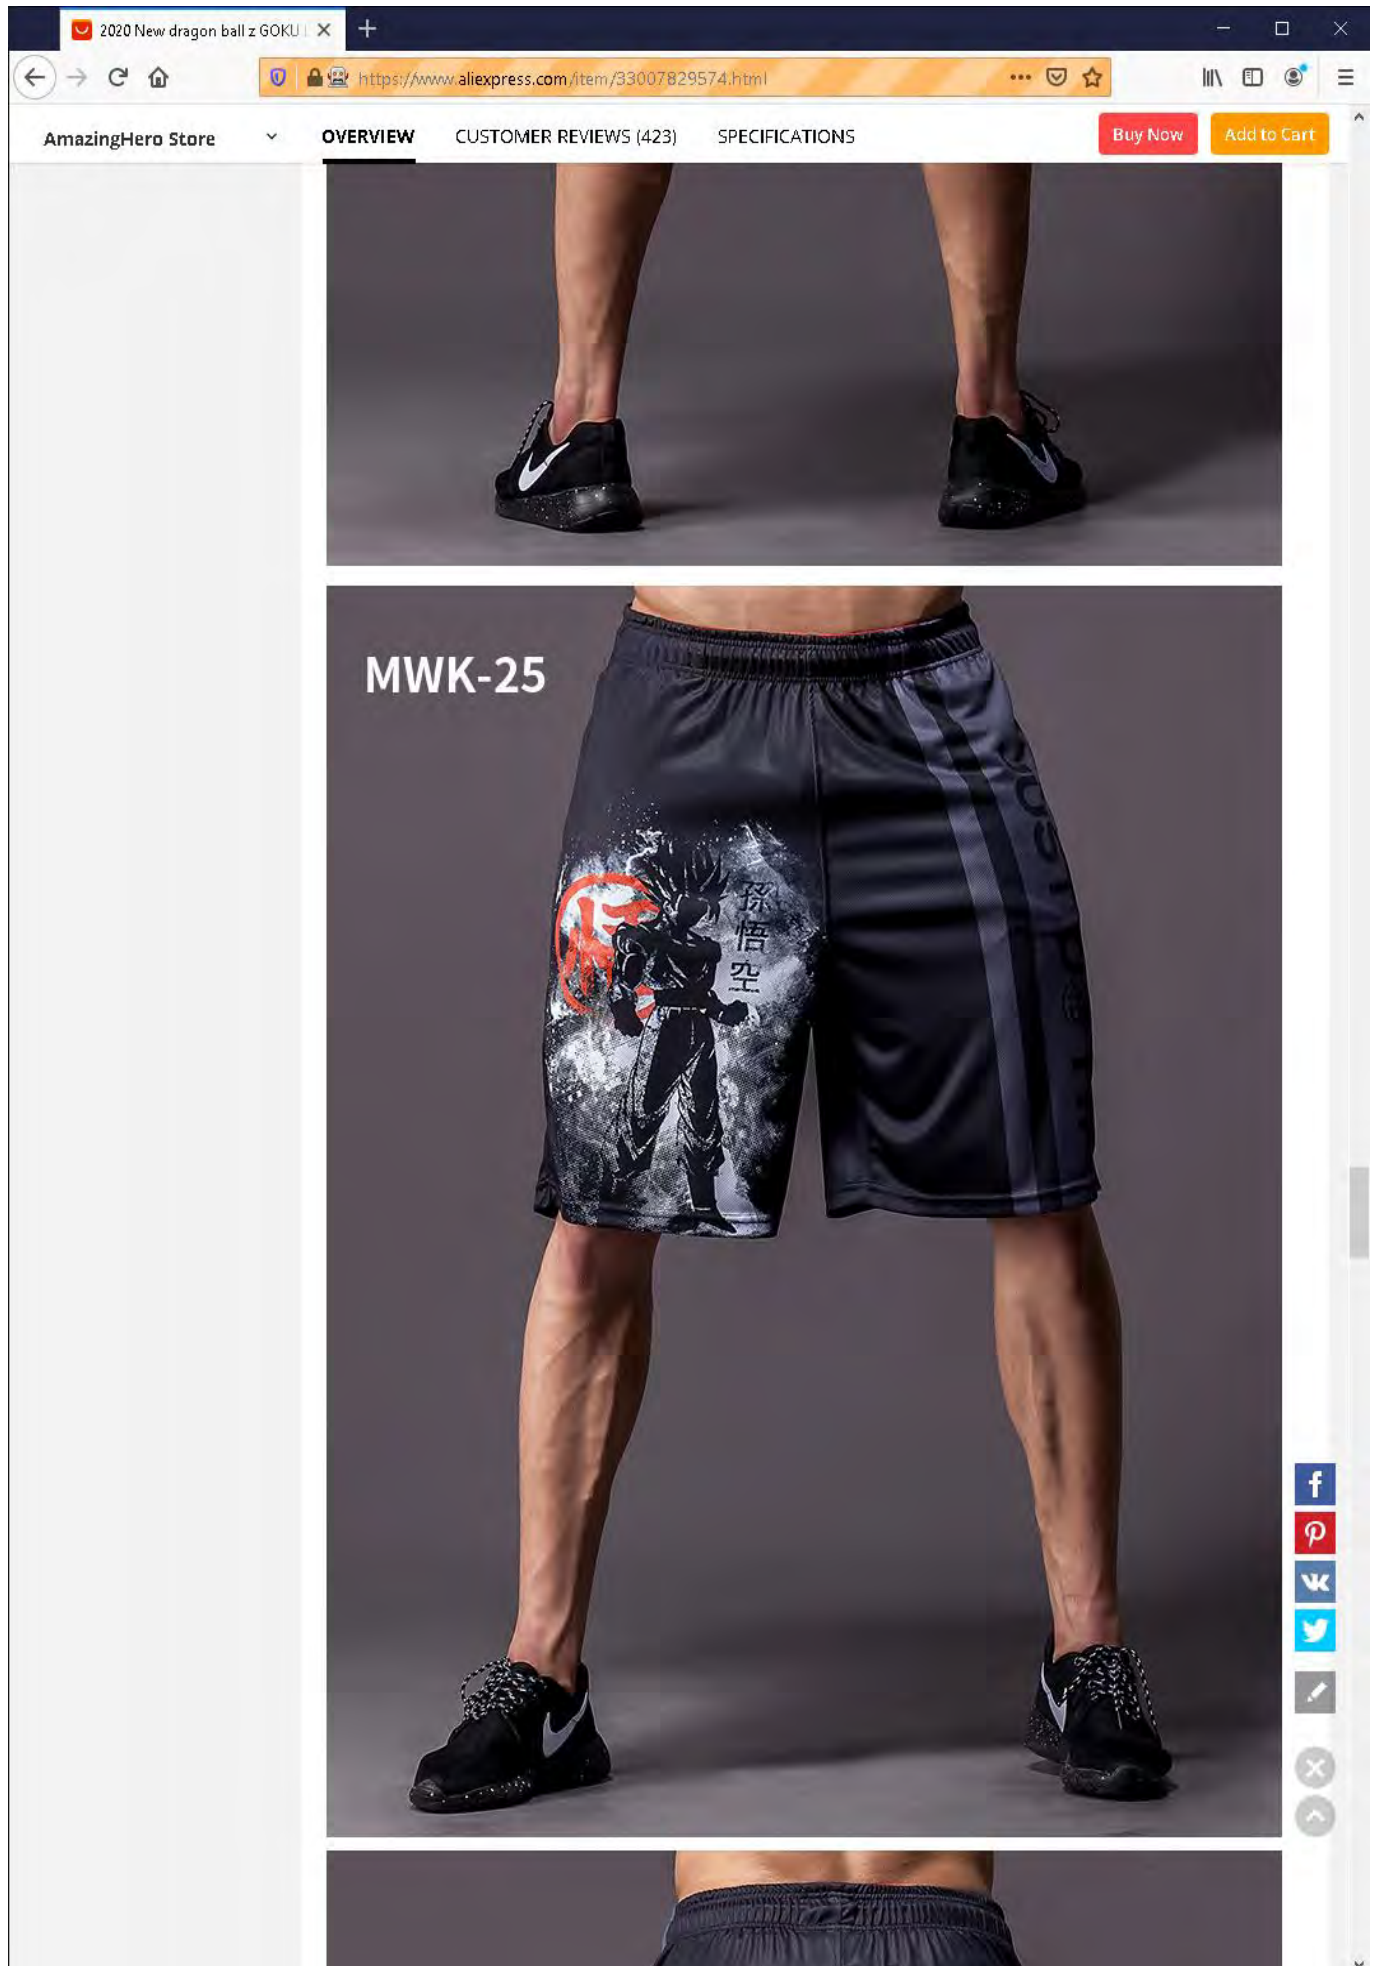 2020 New dragon ball z GOKU
https://www.aliexpress.com/item/33007829574.html
AmazingHero Store
OVERVIEW
CUSTOMER REVIEWS (423)
SPECIFICATIONS
Buy Now
Add to Cart
MWK-25
孫
悟
空